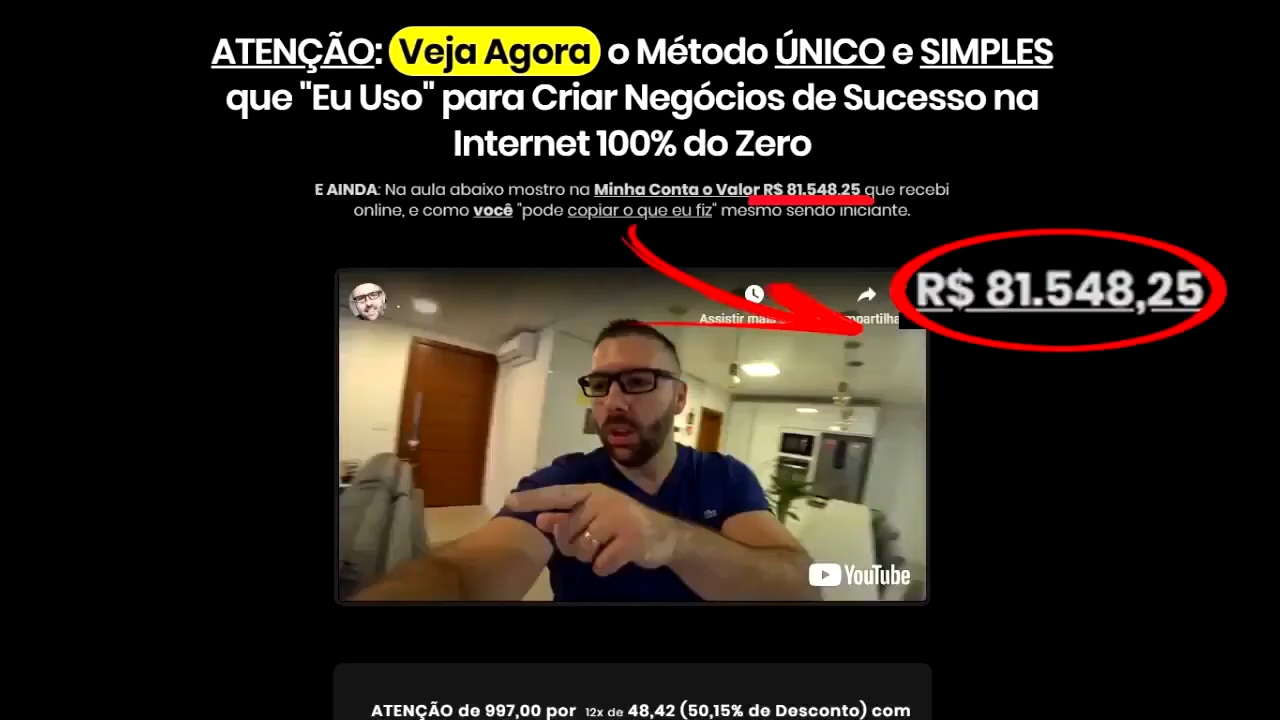 ATENÇÃO: Veja Agora o Método ÚNICO e SIMPLES
que "Eu Uso" para Criar Negócios de Sucesso na
Internet 100% do Zero
E AINDA: Na aula abaixo mostro na Minha Conta o Valor R$ 81.548,25 que recebi
online, e como você "pode copiar o que eu fiz" mesmo sendo iniciante.
R$ 81.548,25
Assistir mais
YouTube
ATENÇÃO de 997,00 por 12x de 48,42 (50,15% de Desconto) com